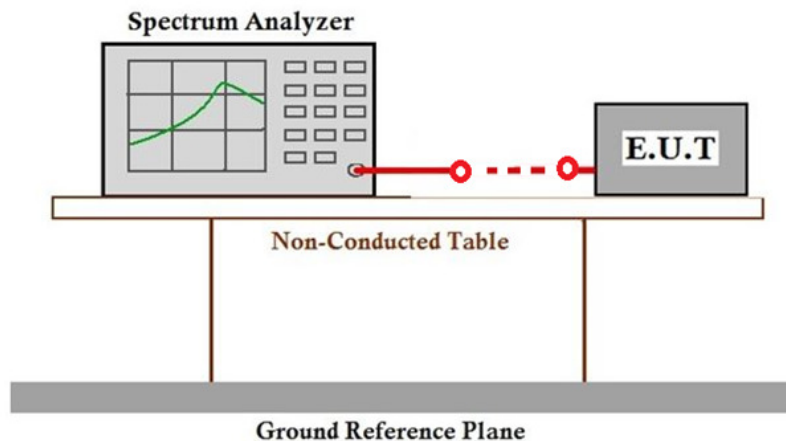 Spectrum Analyzer
E.U.T
Non-Conducted Table
Ground Reference Plane